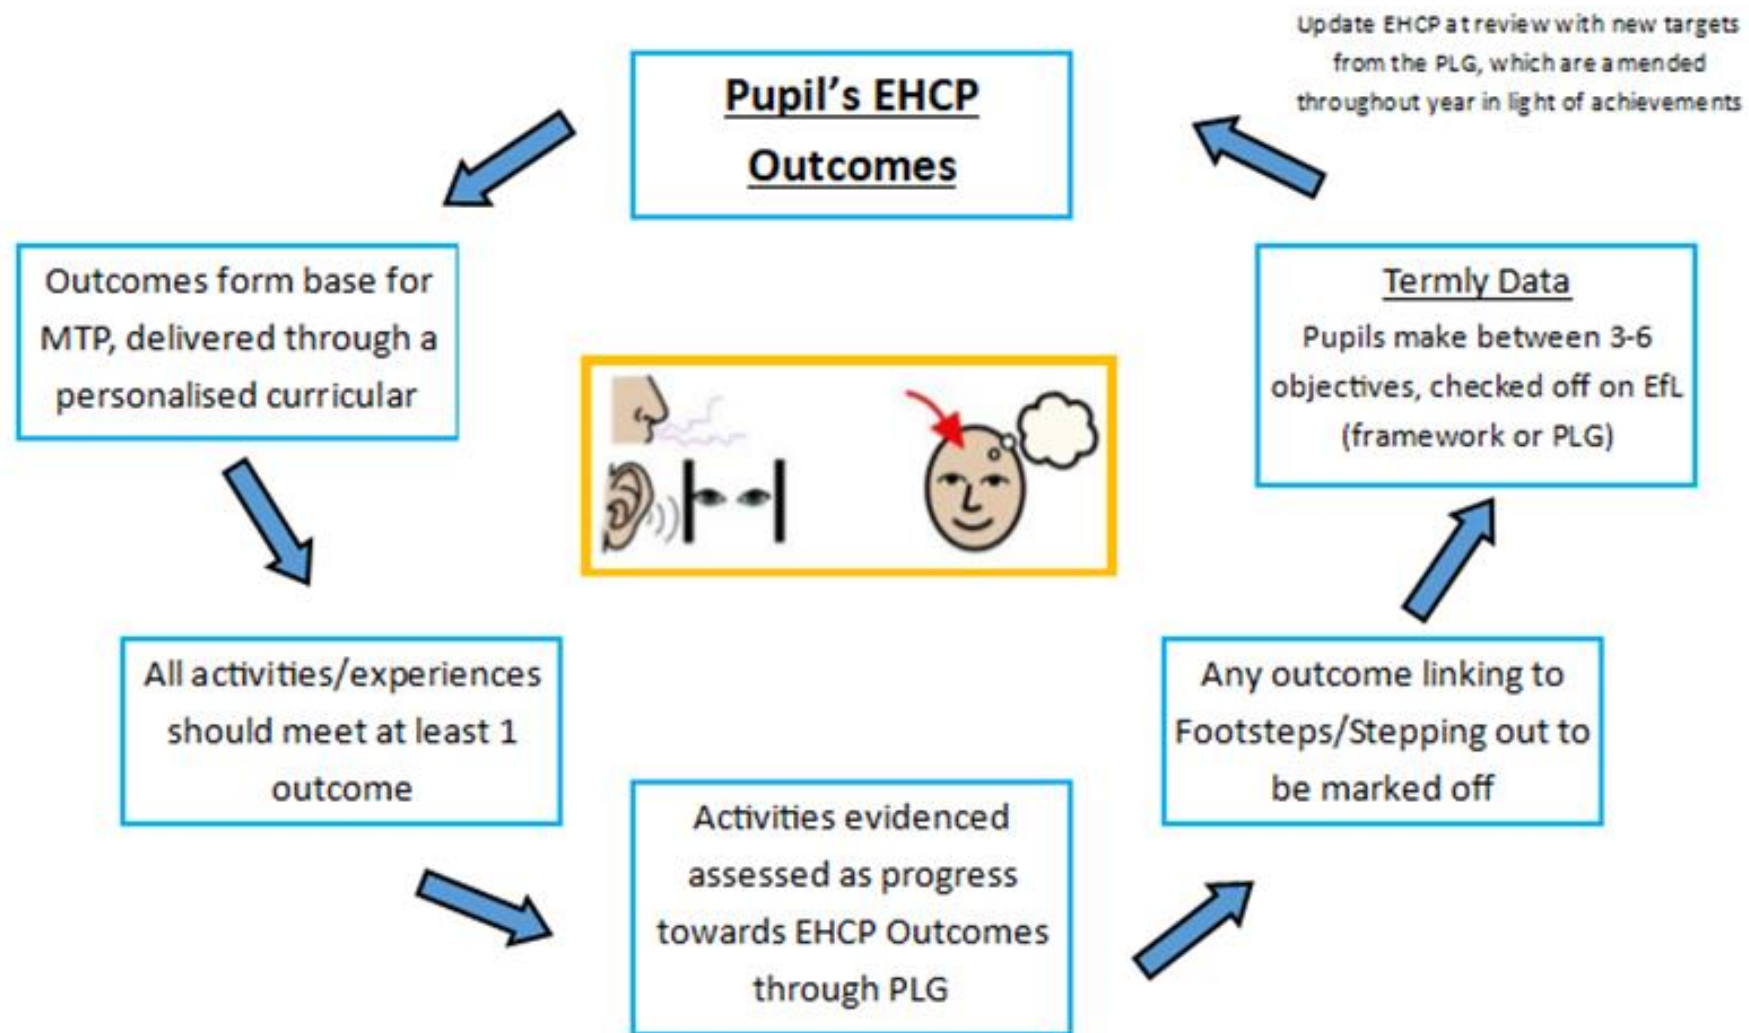 Pupil's EHCP
Outcomes
Outcomes form base for
MTP, delivered through a
personalised curricular
All activities/experiences
should meet at least 1
outcome
Activities evidenced
assessed as progress
towards EHCP Outcomes
through PLG
Any outcome linking to
Footsteps/Stepping out to
be marked off
Termly Data
Pupils make between 3-6
objectives, checked off on EfL
(framework or PLG)
Update EHCP at review with new targets
from the PLG, which are amended
throughout year in light of achievements